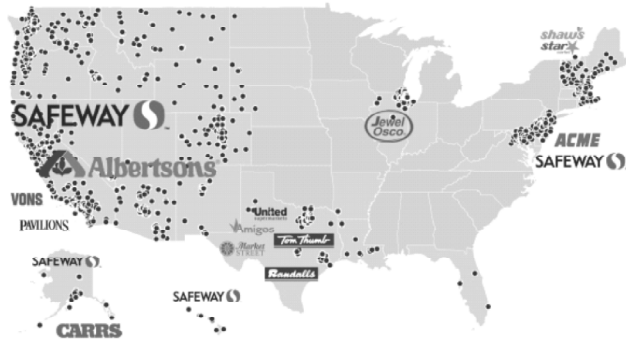 shaw's
star
SAFEWAY
Jewel
Osco.
ACME
SAFEWAY
Albertsons
VONS
PAVILIONS
United
supermarkets
Amigos
Tom Thumb
Market
STREET
Randalls
SAFEWAY
SAFEWAY
CARRS